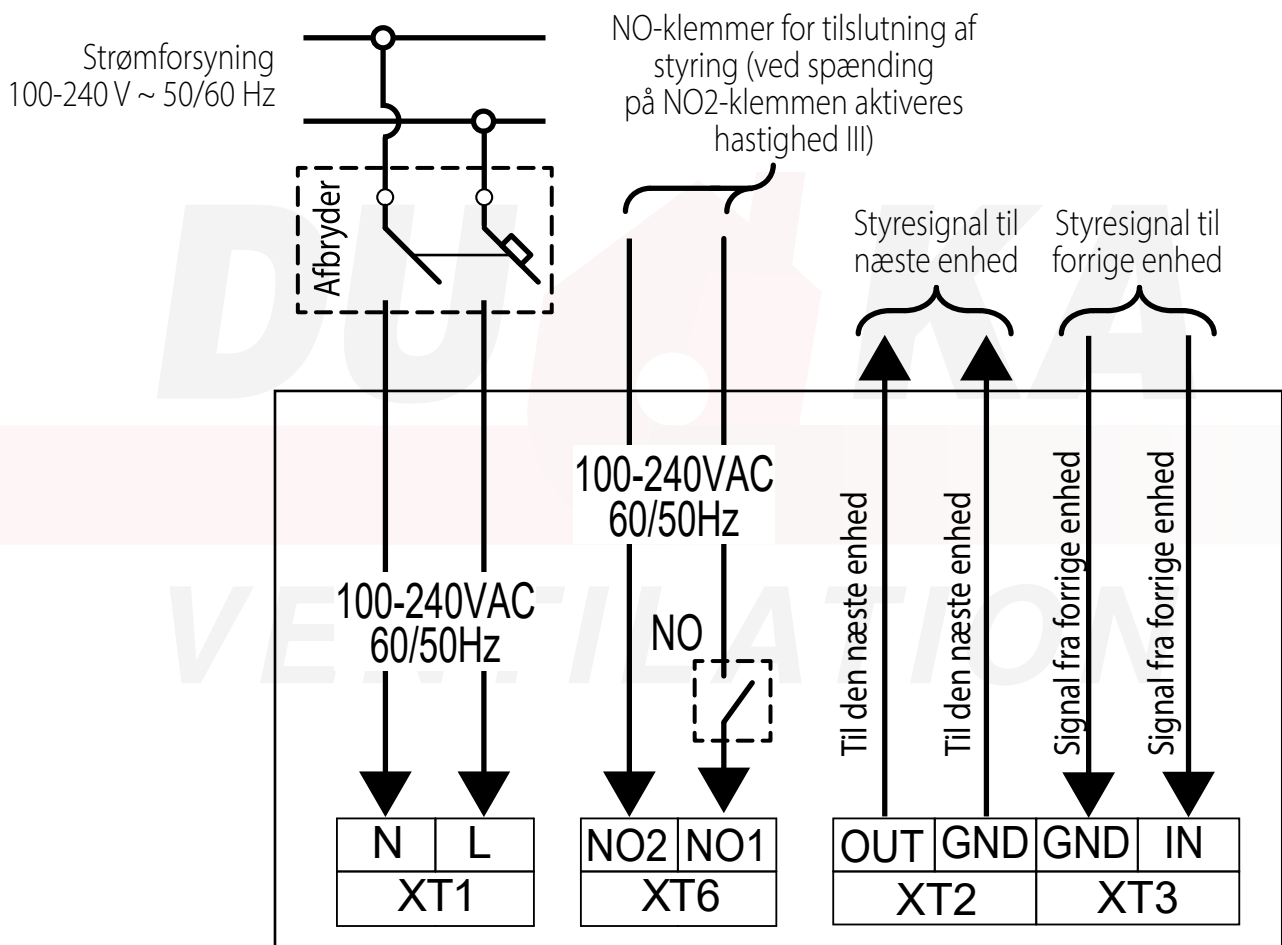 Strømforsyning
100-240 V ~ 50/60 Hz
NO-klemmer for tilslutning af
styring (ved spænding
på NO2-klemmen aktiveres
hastighed III)
Afbryder
Styresignal til
næste enhed
Styresignal til
forrige enhed
DUKA
VENTILATION
100-240VAC
60/50Hz
100-240VAC
60/50Hz
NO
Til den næste enhed
Til den næste enhed
Signal fra forrige enhed
Signal fra forrige enhed
N
L
XT1
NO2
NO1
XT6
OUT
GND
XT2
GND
IN
XT3